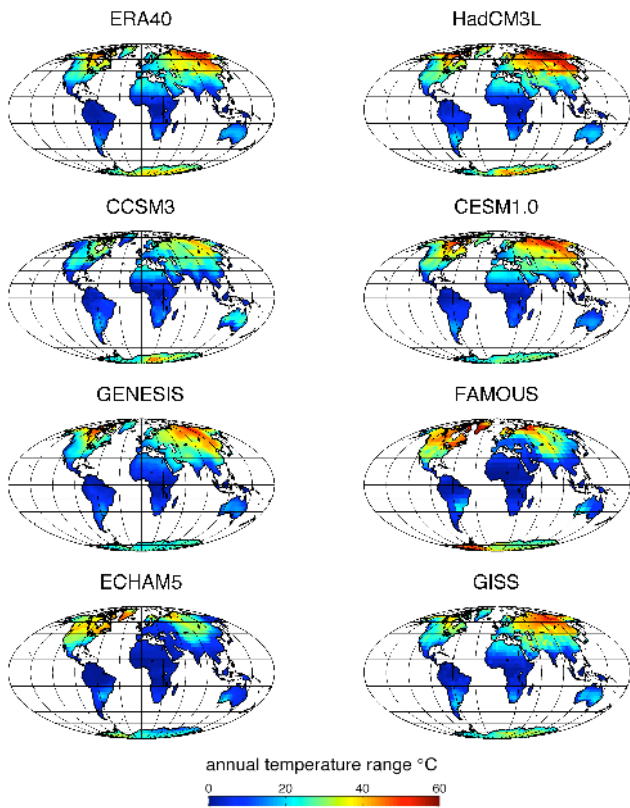 ERA40 HadCM3L
CCSM3 CESM1.0
GENESIS FAMOUS
ECHAM5 GISS
annual temperature range °C
0 20 40 60